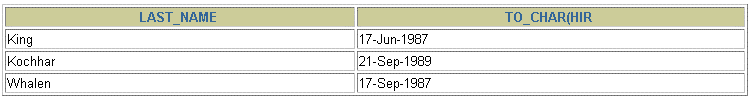 LAST_NAME TO_CHAR(HIR
King 17-Jun-1987
Kochhar 21-Sep-1989
Whalen 17-Sep-1987